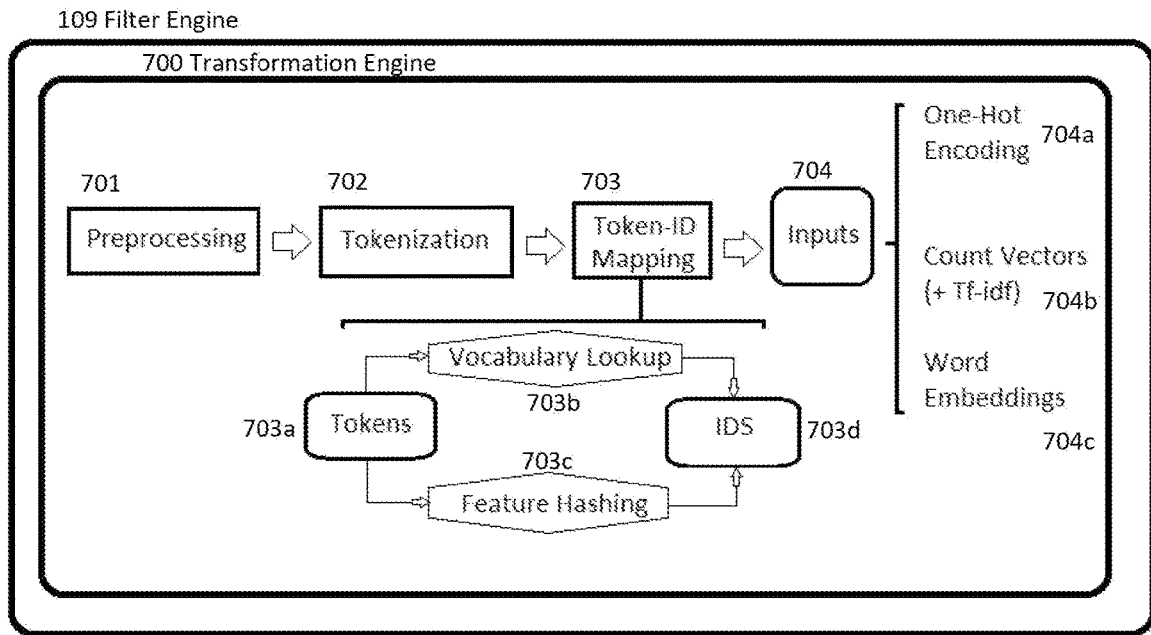 109 Filter Engine
700 Transformation Engine
701
Preprocessing
702
Tokenization
703
Token-ID
Mapping
704
Inputs
One-Hot
Encoding
704a
Count Vectors
(+ Tf-idf)
704b
Word
Embeddings
704c
Vocabulary Lookup
703b
703a
Tokens
IDS
703d
703c
Feature Hashing